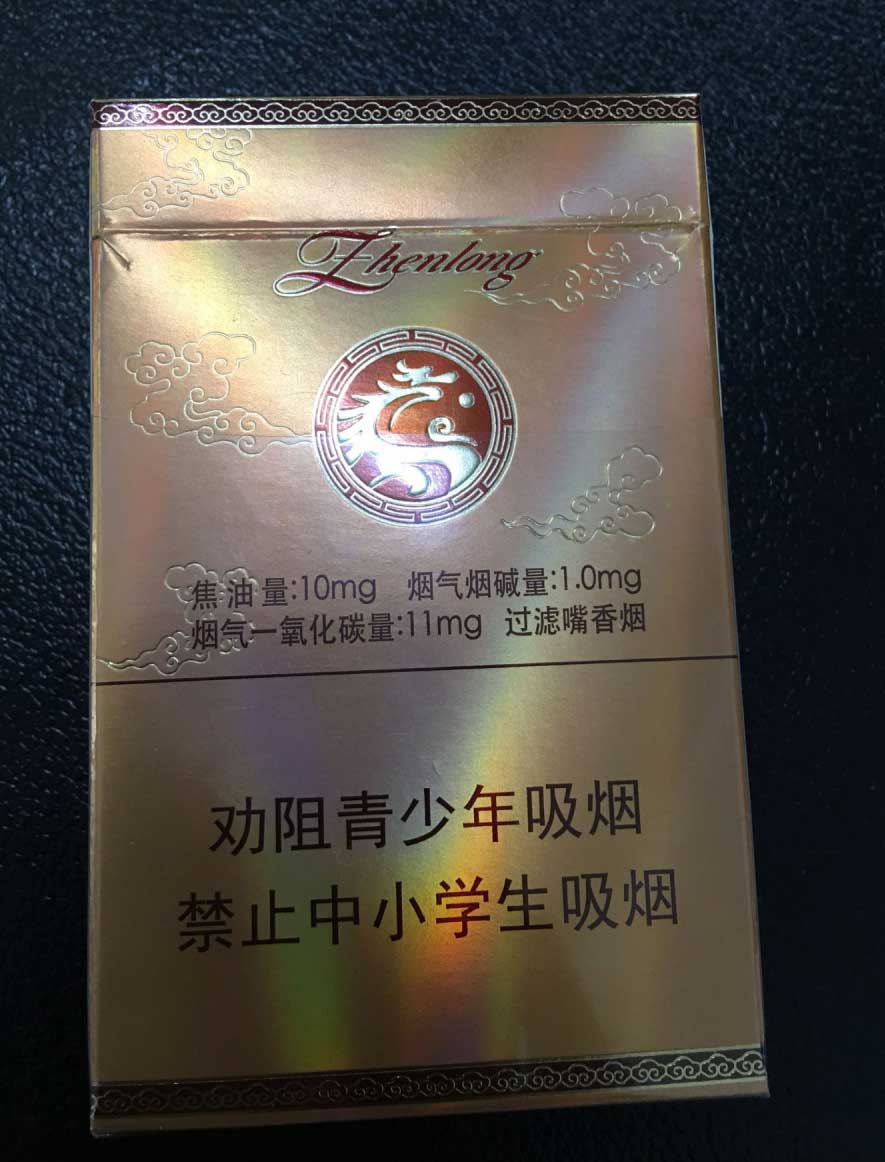 Zhenlong
焦油量:10mg 烟气烟碱量:1.0mg
烟气一氧化碳量:11mg 过滤嘴香烟
劝阻青少年吸烟
禁止中小学生吸烟